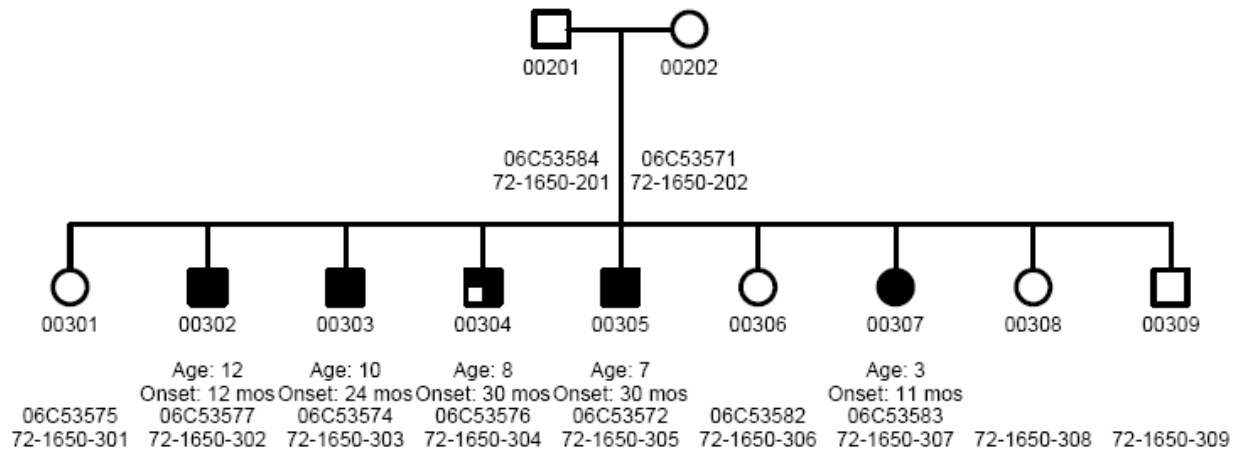 00201 00202
06C53584 06C53571
72-1650-201 72-1650-202
00301 00302 00303 00304 00305 00306 00307 00308 00309
Age: 12 Age: 10 Age: 8 Age: 7 Age: 3
Onset: 12 mos Onset: 24 mos Onset: 30 mos Onset: 30 mos Onset: 11 mos
06C53575 06C53577 06C53574 06C53576 06C53572 06C53582 06C53583
72-1650-301 72-1650-302 72-1650-303 72-1650-304 72-1650-305 72-1650-306 72-1650-307 72-1650-308 72-1650-309